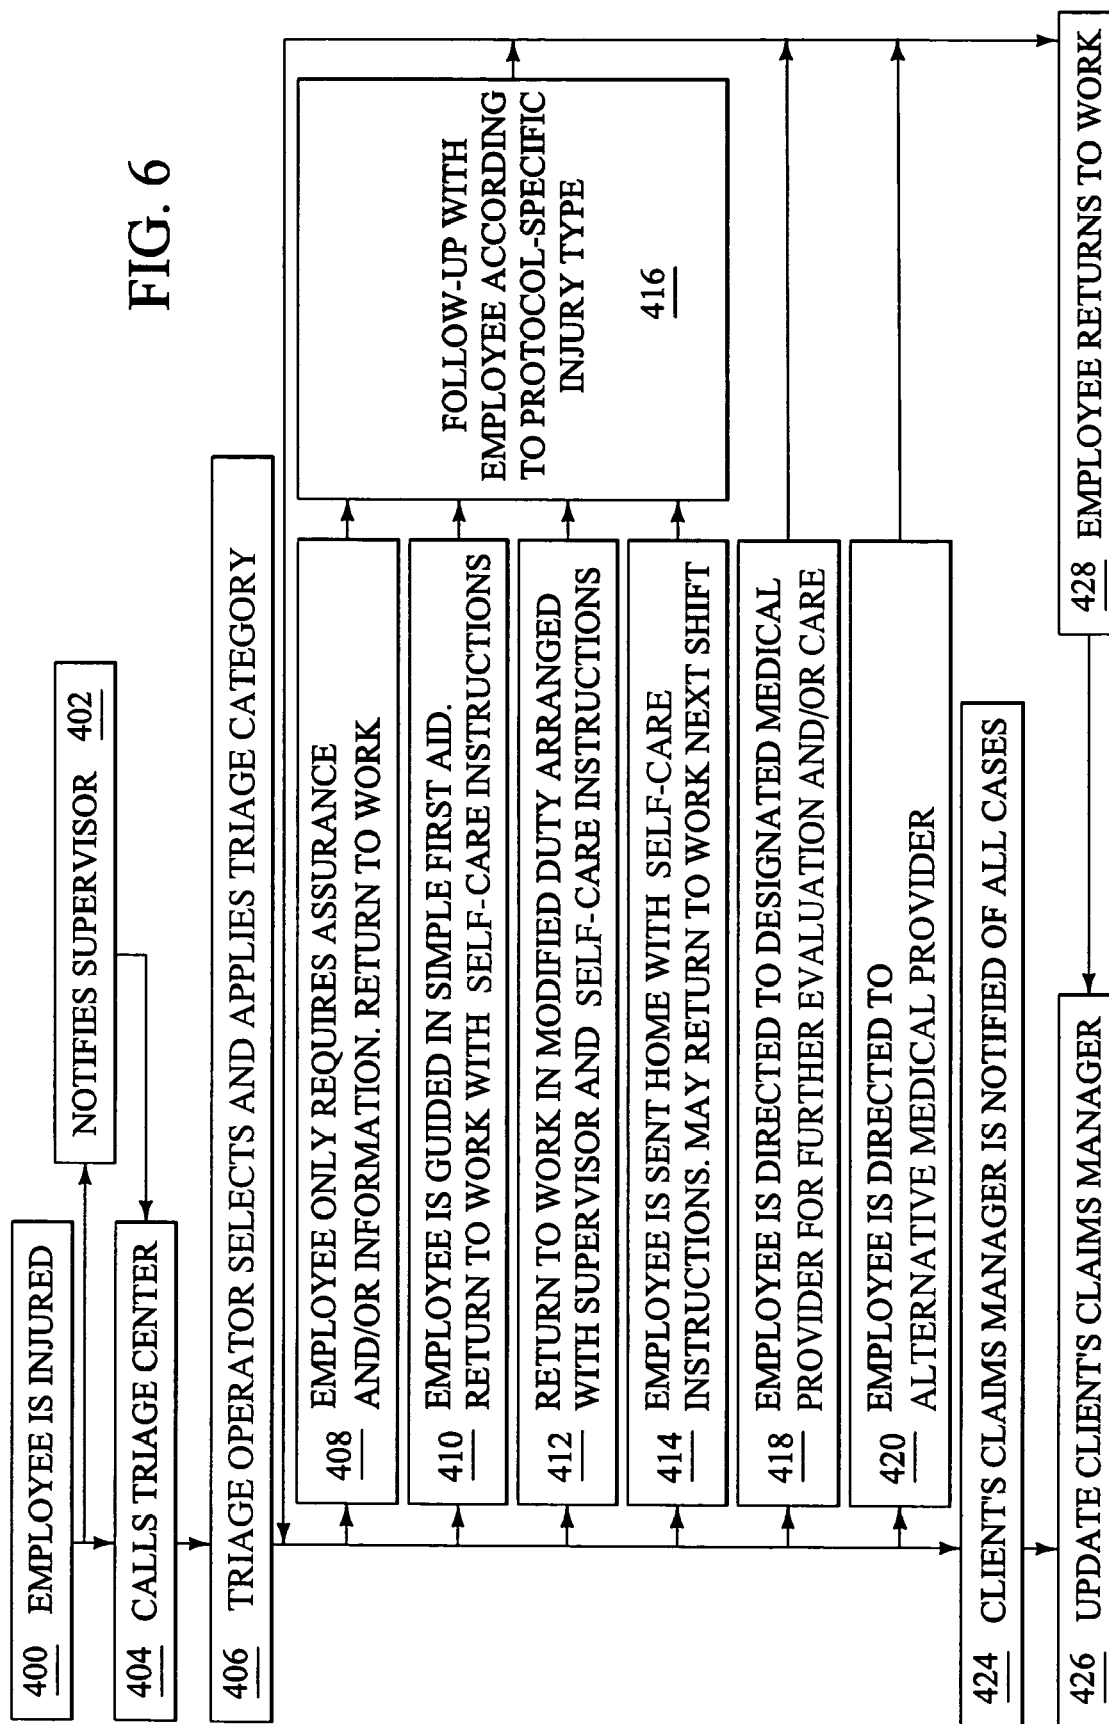 FIG. 6
400 EMPLOYEE IS INJURED
NOTIFIES SUPERVISOR 402
404 CALLS TRIAGE CENTER
406 TRIAGE OPERATOR SELECTS AND APPLIES TRIAGE CATEGORY
EMPLOYEE ONLY REQUIRES ASSURANCE
408 AND/OR INFORMATION. RETURN TO WORK
EMPLOYEE IS GUIDED IN SIMPLE FIRST AID.
410 RETURN TO WORK WITH SELF-CARE INSTRUCTIONS
RETURN TO WORK IN MODIFIED DUTY ARRANGED
412 WITH SUPERVISOR AND SELF-CARE INSTRUCTIONS
EMPLOYEE IS SENT HOME WITH SELF-CARE
414 INSTRUCTIONS. MAY RETURN TO WORK NEXT SHIFT
FOLLOW-UP WITH
EMPLOYEE ACCORDING
TO PROTOCOL-SPECIFIC
INJURY TYPE
416
EMPLOYEE IS DIRECTED TO DESIGNATED MEDICAL
418 PROVIDER FOR FURTHER EVALUATION AND/OR CARE
EMPLOYEE IS DIRECTED TO
420 ALTERNATIVE MEDICAL PROVIDER
424 CLIENT'S CLAIMS MANAGER IS NOTIFIED OF ALL CASES
426 UPDATE CLIENT'S CLAIMS MANAGER
428 EMPLOYEE RETURNS TO WORK